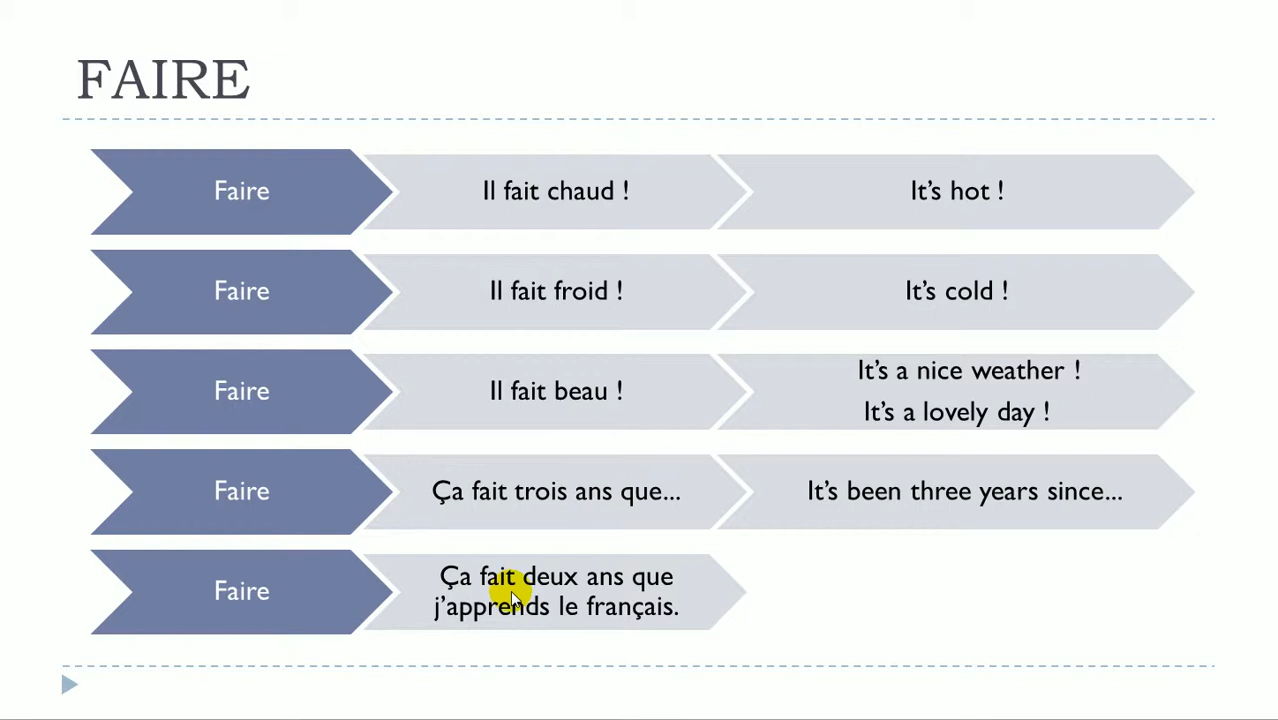 FAIRE
Faire
Il fait chaud !
It's hot !
Faire
Il fait froid !
It's cold !
Faire
Il fait beau !
It's a nice weather !
It's a lovely day !
Faire
Ça fait trois ans que...
It's been three years since...
Faire
Ça fait deux ans que
j'apprends le français.